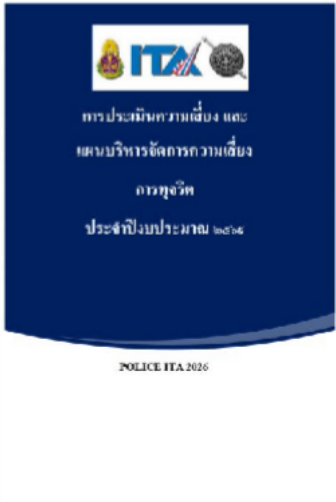 ITA
การประเมินความเสี่ยง และ
แผนบริหารจัดการความเสี่ยง
การทุจริต
ประจำปีงบประมาณ ๒๕๖๙
POLICE ITA 2026